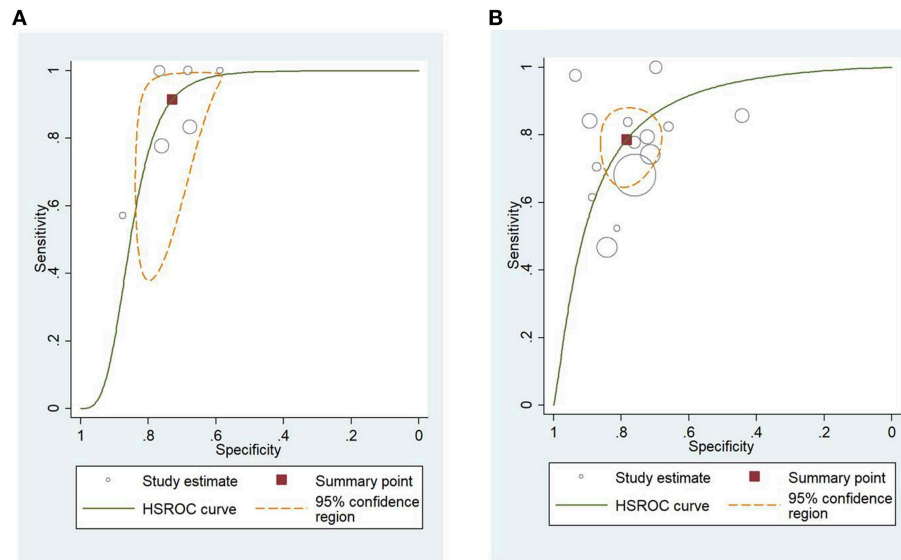 A
1
.8
.6
.4
.2
0
Sensitivity
1
.8
.6
.4
.2
0
Specificity
Study estimate
Summary point
HSROC curve
95% confidence
region
B
1
.8
.6
.4
.2
0
Sensitivity
1
.8
.6
.4
.2
0
Specificity
Study estimate
Summary point
HSROC curve
95% confidence
region